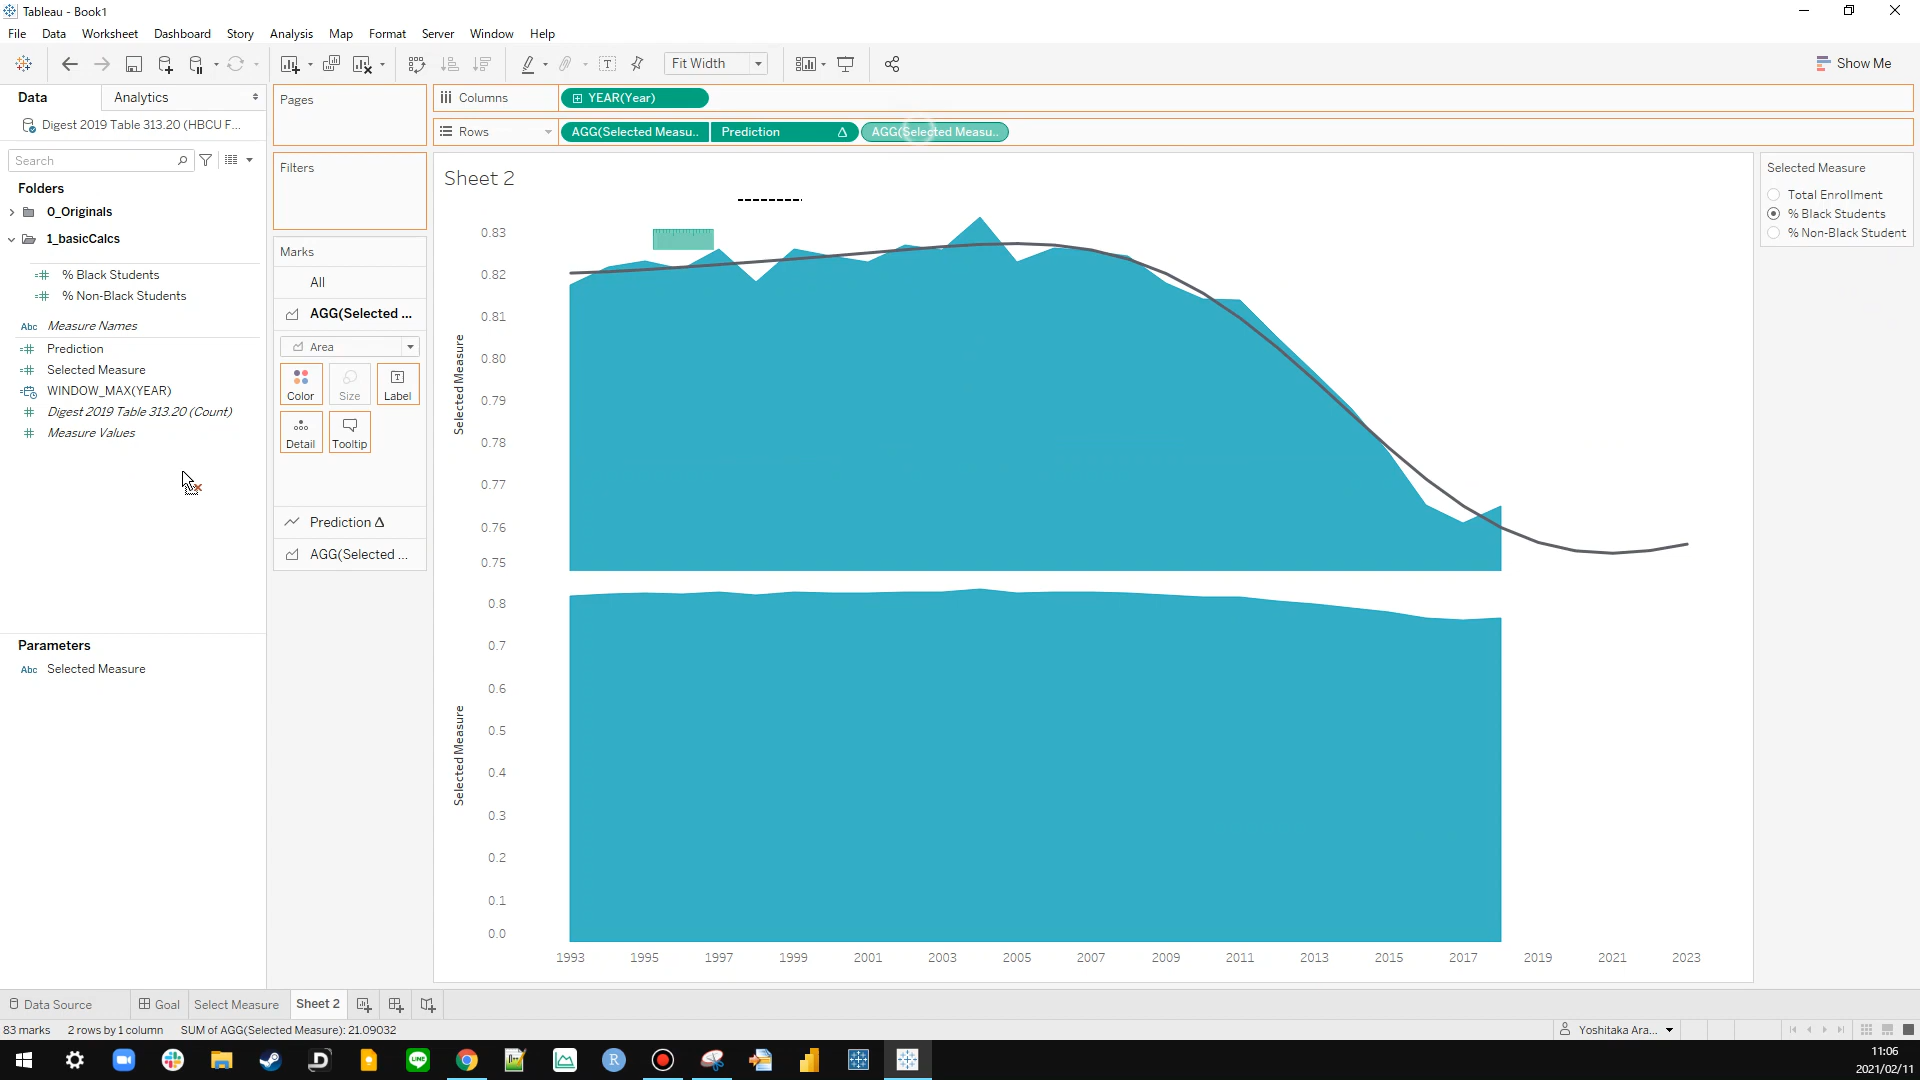 Tableau - Book1
File Data Worksheet Dashboard Story Analysis Map Format Server Window Help
Fit Width
Show Me
Data
Analytics
Digest 2019 Table 313.20 (HBCU F...
Search
Folders
0_Originals
1_basicCalcs
% Black Students
% Non-Black Students
Abc Measure Names
Prediction
Selected Measure
WINDOW_MAX(YEAR)
Digest 2019 Table 313.20 (Count)
Measure Values
Parameters
Abc Selected Measure
Pages
Filters
Marks
All
AGG(Selected ...
Area
Color
Size
Label
Detail
Tooltip
Prediction Δ
AGG(Selected ...
Columns
YEAR(Year)
Rows
AGG(Selected Measu..
Prediction Δ
AGG(Selected Measu..
Sheet 2
Selected Measure
0.83
0.82
0.81
0.80
0.79
0.78
0.77
0.76
0.75
Selected Measure
0.8
0.7
0.6
0.5
0.4
0.3
0.2
0.1
0.0
1993 1995 1997 1999 2001 2003 2005 2007 2009 2011 2013 2015 2017 2019 2021 2023
Selected Measure
Total Enrollment
% Black Students
% Non-Black Student
Data Source
Goal
Select Measure
Sheet 2
83 marks
2 rows by 1 column
SUM of AGG(Selected Measure): 21.09032
Yoshitaka Ara...
LINE
R
11:06
2021/02/11